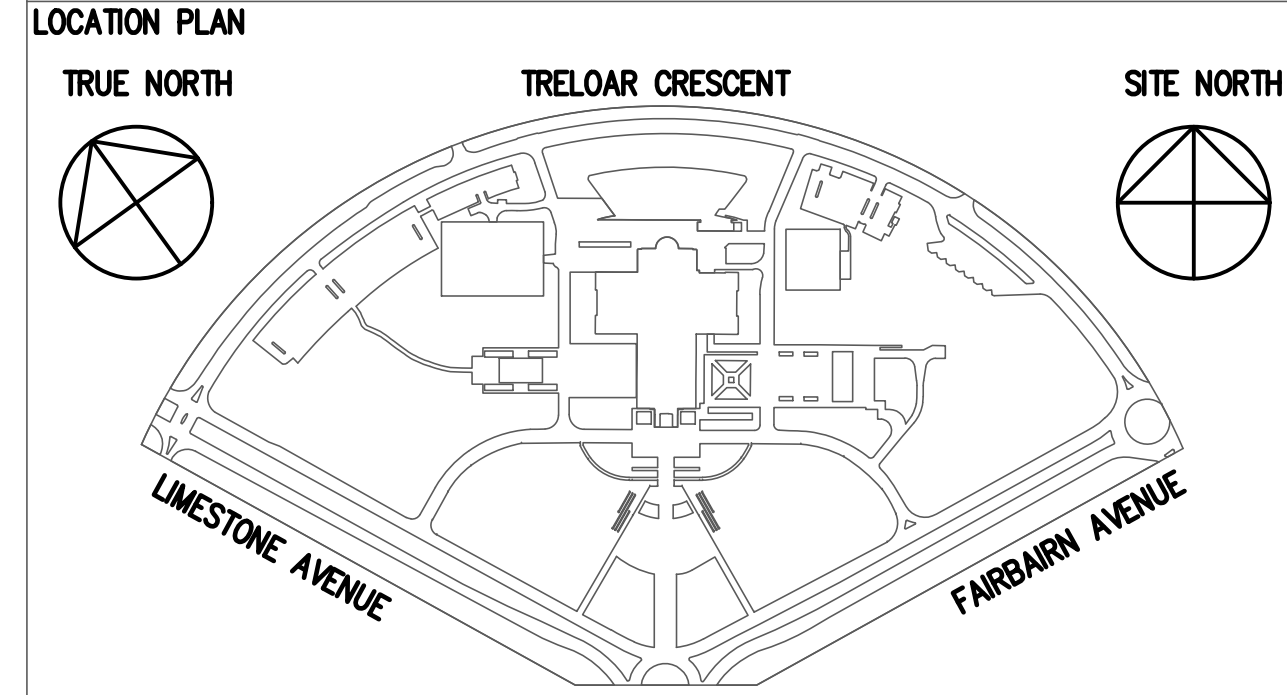 LOCATION PLAN
TRUE NORTH
TRELOAR CRESCENT
SITE NORTH
LIMESTONE AVENUE
FAIRBAIRN AVENUE